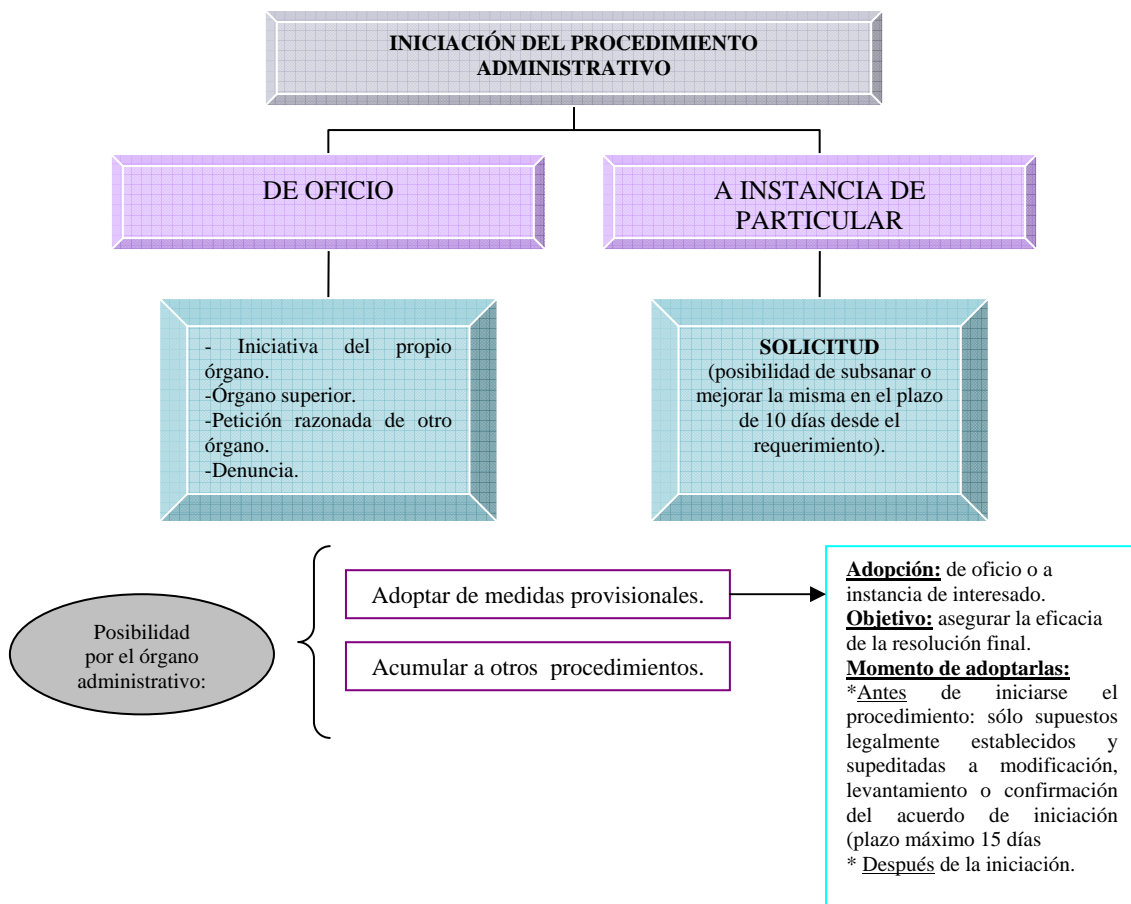 INICIACIÓN DEL PROCEDIMIENTO
ADMINISTRATIVO
DE OFICIO
A INSTANCIA DE
PARTICULAR
- Iniciativa del propio
órgano.
-Órgano superior.
-Petición razonada de otro
órgano.
-Denuncia.
SOLICITUD
(posibilidad de subsanar o
mejorar la misma en el plazo
de 10 días desde el
requerimiento).
Posibilidad
por el órgano
administrativo:
Adoptar de medidas provisionales.
Acumular a otros procedimientos.
Adopción: de oficio o a
instancia de interesado.
Objetivo: asegurar la eficacia
de la resolución final.
Momento de adoptarlas:
*Antes de iniciarse el
procedimiento: sólo supuestos
legalmente establecidos y
supeditadas a modificación,
levantamiento o confirmación
del acuerdo de iniciación
(plazo máximo 15 días
* Después de la iniciación.